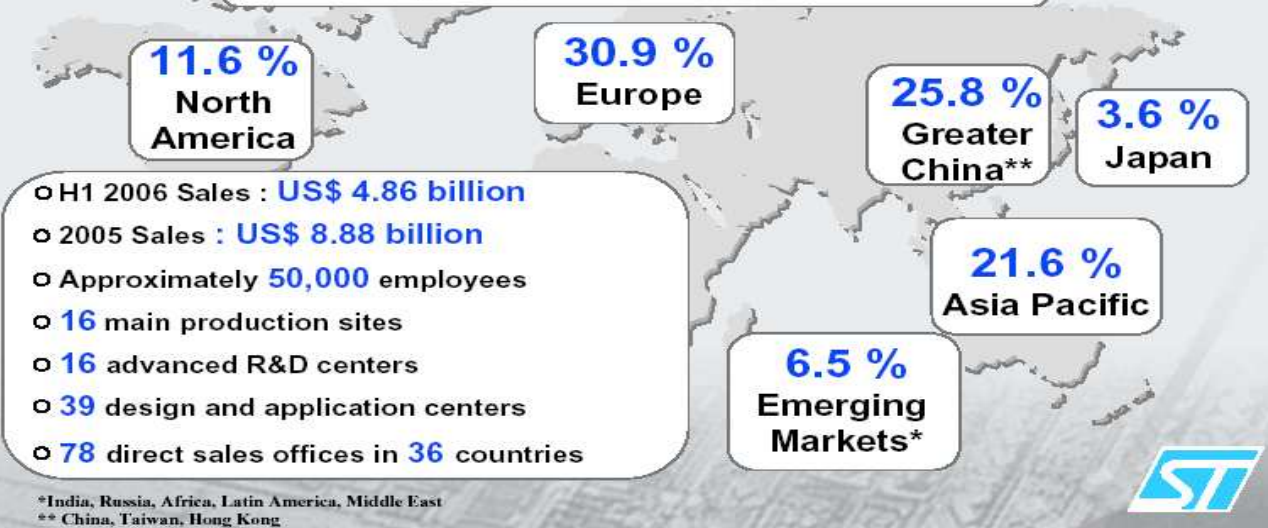 11.6 %
North
America
30.9 %
Europe
25.8 %
Greater
China**
3.6 %
Japan
o H1 2006 Sales : US$ 4.86 billion
o 2005 Sales : US$ 8.88 billion
o Approximately 50,000 employees
o 16 main production sites
o 16 advanced R&D centers
o 39 design and application centers
o 78 direct sales offices in 36 countries
21.6 %
Asia Pacific
6.5 %
Emerging
Markets*
*India, Russia, Africa, Latin America, Middle East
** China, Taiwan, Hong Kong
ST